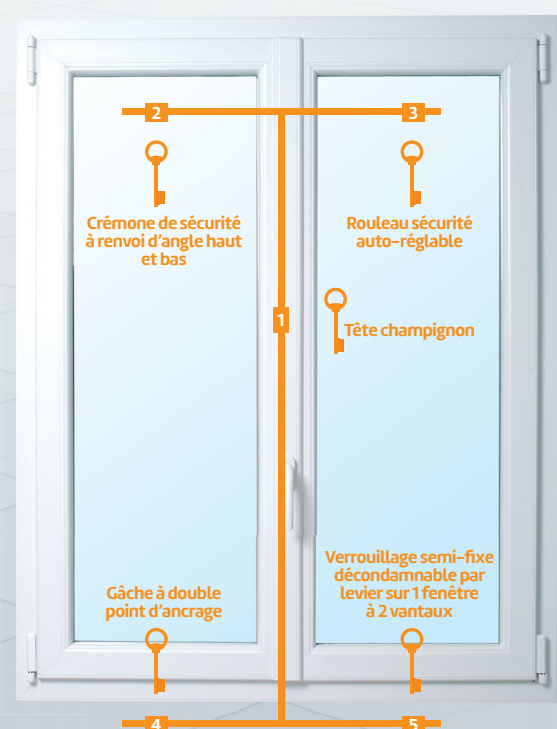 2
3
Crémone de sécurité
à renvoi d'angle haut
et bas
Rouleau sécurité
auto-réglable
1
Tête champignon
Gâche à double
point d'ancrage
Verrouillage semi-fixe
décondamnable par
levier sur 1 fenêtre
à 2 vantaux
4
5